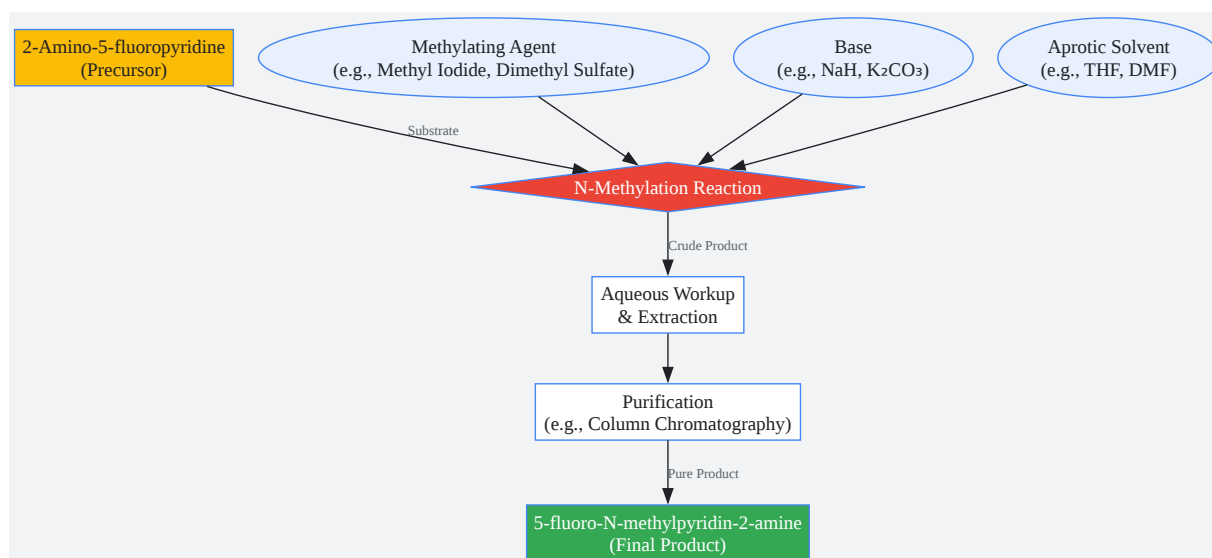 2-Amino-5-fluoropyridine
(Precursor)
Methylating Agent
(e.g., Methyl Iodide, Dimethyl Sulfate)
Base
(e.g., NaH, K₂CO₃)
Aprotic Solvent
(e.g., THF, DMF)
Substrate
N-Methylation Reaction
Crude Product
Aqueous Workup
& Extraction
Purification
(e.g., Column Chromatography)
Pure Product
5-fluoro-N-methylpyridin-2-amine
(Final Product)